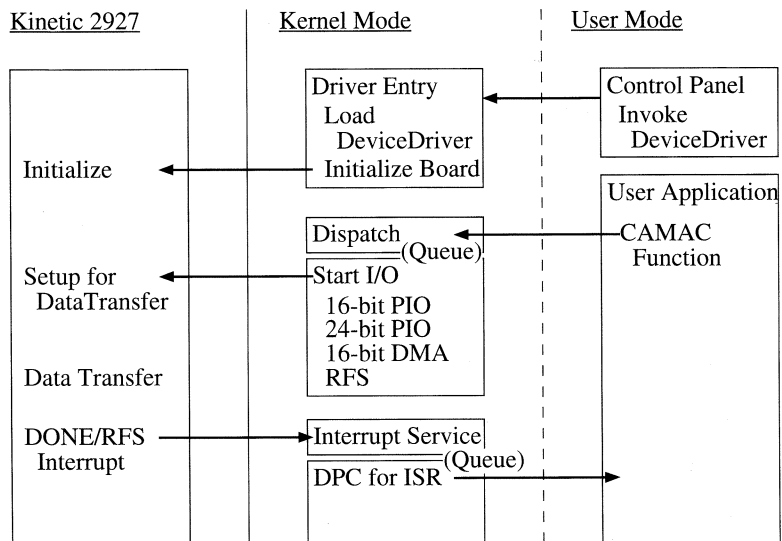 Kinetic 2927
Kernel Mode
User Mode
Driver Entry
Load
DeviceDriver
Initialize Board
Control Panel
Invoke
DeviceDriver
Initialize
User Application
Dispatch
(Queue)
CAMAC
Function
Setup for
DataTransfer
Start I/O
16-bit PIO
24-bit PIO
16-bit DMA
RFS
Data Transfer
DONE/RFS
Interrupt
Interrupt Service
(Queue)
DPC for ISR